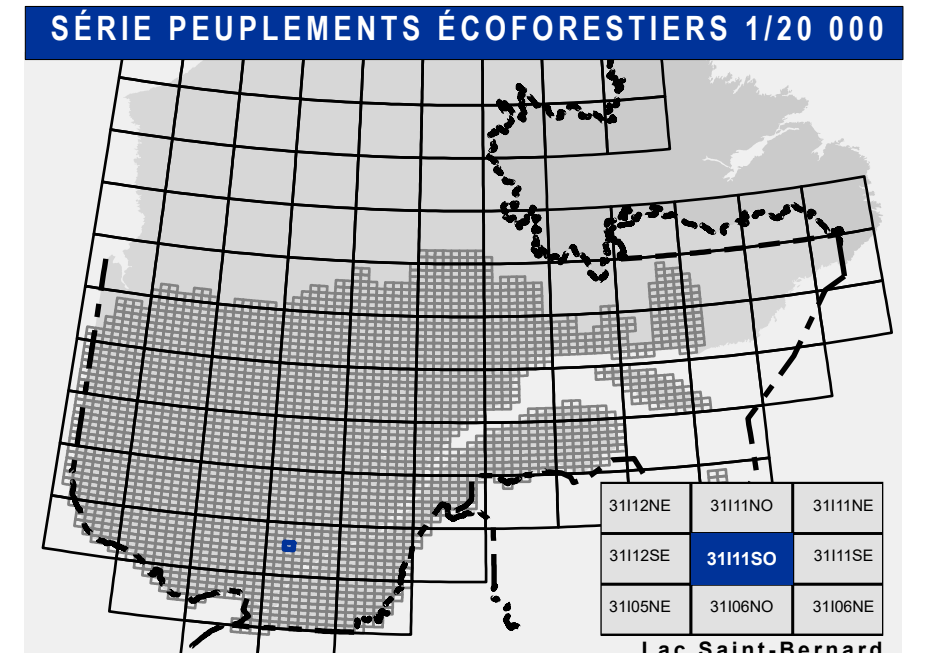 SÉRIE PEUPLEMENTS ÉCOFORESTIERS 1/20 000
31I12NE 31I11NO 31I11NE
31I12SE 31I11SO 31I11SE
31I05NE 31I06NO 31I06NE
Lac Saint-Bernard